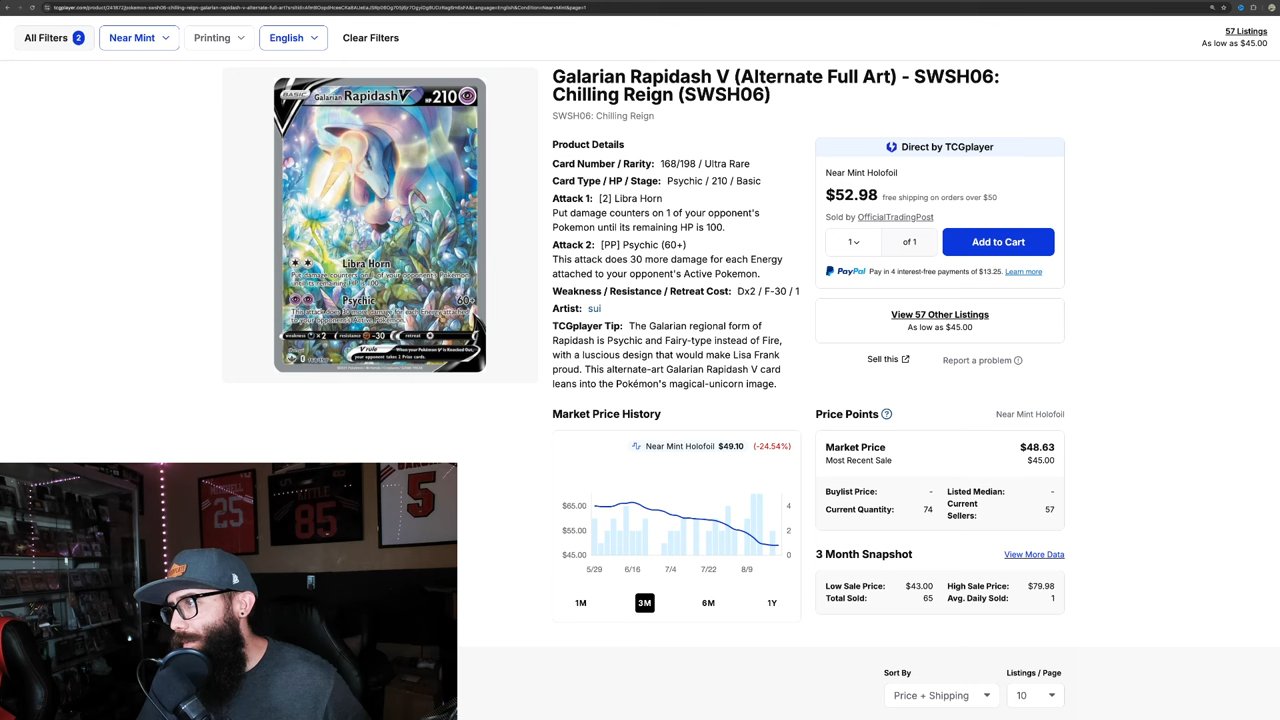 All Filters 2
Near Mint
Printing
English
Clear Filters
57 Listings
As low as $45.00
BASIC Galarian Rapidash V HP 210
Libra Horn
Psychic 60+
weakness ×2 resistance -30 retreat
V rule
Galarian Rapidash V (Alternate Full Art) - SWSH06:
Chilling Reign (SWSH06)
SWSH06: Chilling Reign
Product Details
Card Number / Rarity: 168/198 / Ultra Rare
Card Type / HP / Stage: Psychic / 210 / Basic
Attack 1: [2] Libra Horn
Put damage counters on 1 of your opponent's
Pokemon until its remaining HP is 100.
Attack 2: [PP] Psychic (60+)
This attack does 30 more damage for each Energy
attached to your opponent's Active Pokemon.
Weakness / Resistance / Retreat Cost: Dx2 / F-30 / 1
Artist: sui
TCGplayer Tip: The Galarian regional form of
Rapidash is Psychic and Fairy-type instead of Fire,
with a luscious design that would make Lisa Frank
proud. This alternate-art Galarian Rapidash V card
leans into the Pokémon's magical-unicorn image.
Direct by TCGplayer
Near Mint Holofoil
$52.98 free shipping on orders over $50
Sold by OfficialTradingPost
1 of 1 Add to Cart
PayPal Pay in 4 interest-free payments of $13.25. Learn more
View 57 Other Listings
As low as $45.00
Sell this
Report a problem
Market Price History
Near Mint Holofoil $49.10 (-24.54%)
$65.00 4
$55.00 2
$45.00 0
5/29 6/16 7/4 7/22 8/9
1M 3M 6M 1Y
Price Points ?
Near Mint Holofoil
Market Price $48.63
Most Recent Sale $45.00
Buylist Price: -
Listed Median: -
Current Quantity: 74
Current
Sellers: 57
3 Month Snapshot
View More Data
Low Sale Price: $43.00
High Sale Price: $79.98
Total Sold: 65
Avg. Daily Sold: 1
Sort By
Price + Shipping
Listings / Page
10
25
85
5